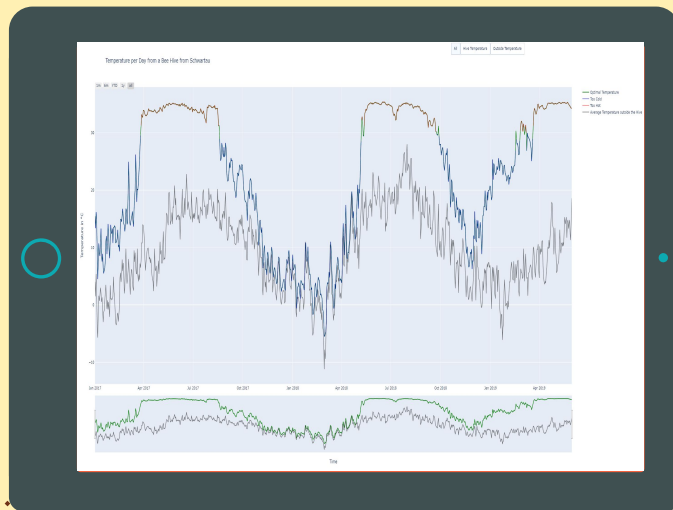 All Hive Temperature Outside Temperature
Temperature per Day from a Bee Hive from Schwartau
YTD 1y all
Optimal Temperature
Too Cold
Too Hot
Average Temperature outside the Hive
30
20
10
0
−10
Temperature in °C
Jan 2017 Apr 2017 Jul 2017 Oct 2017 Jan 2018 Apr 2018 Jul 2018 Oct 2018 Jan 2019 Apr 2019
Time